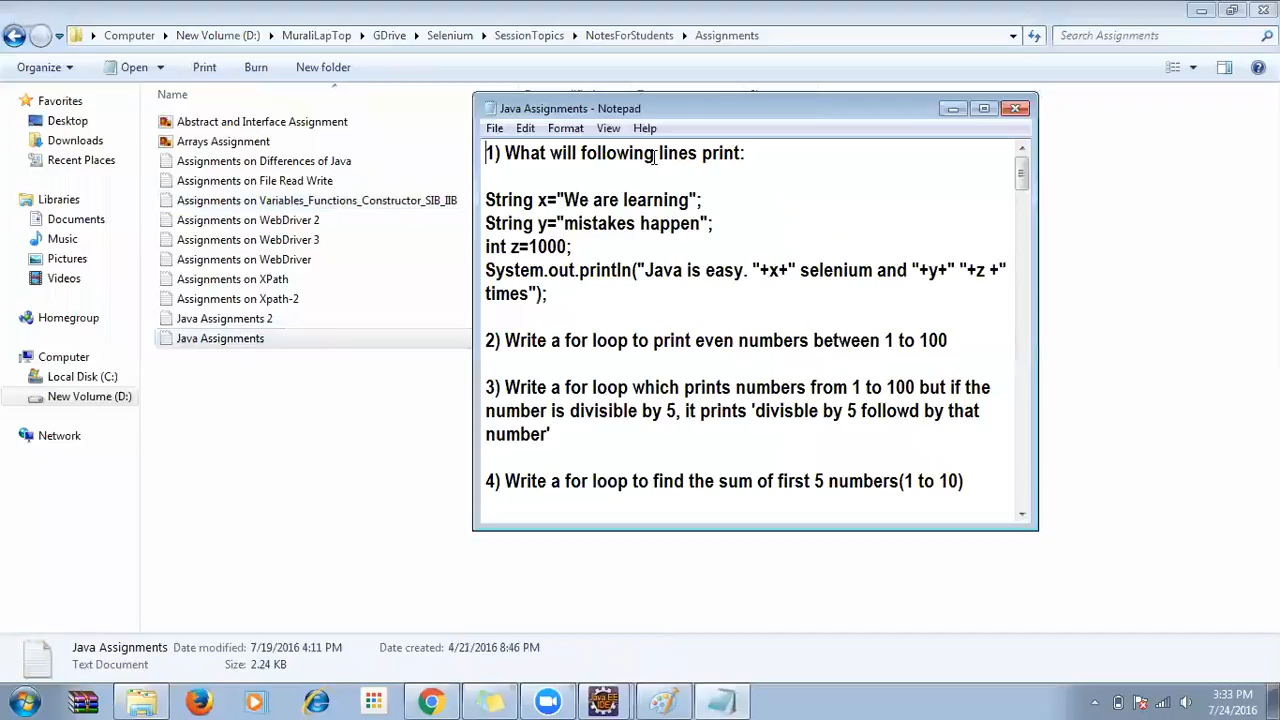 Computer
New Volume (D:)
MuraliLapTop
GDrive
Selenium
SessionTopics
NotesForStudents
Assignments
Search Assignments
Organize
Open
Print
Burn
New folder
Favorites
Desktop
Downloads
Recent Places
Libraries
Documents
Music
Pictures
Videos
Homegroup
Computer
Local Disk (C:)
New Volume (D:)
Network
Name
Abstract and Interface Assignment
Arrays Assignment
Assignments on Differences of Java
Assignments on File Read Write
Assignments on Variables_Functions_Constructor_SIB_IIB
Assignments on WebDriver 2
Assignments on WebDriver 3
Assignments on WebDriver
Assignments on XPath
Assignments on Xpath-2
Java Assignments 2
Java Assignments
Java Assignments - Notepad
File Edit Format View Help
1) What will following lines print:
String x="We are learning";
String y="mistakes happen";
int z=1000;
System.out.println("Java is easy. "+x+" selenium and "+y+" "+z +"
times");
2) Write a for loop to print even numbers between 1 to 100
3) Write a for loop which prints numbers from 1 to 100 but if the
number is divisible by 5, it prints 'divisble by 5 followd by that
number'
4) Write a for loop to find the sum of first 5 numbers(1 to 10)
Java Assignments Date modified: 7/19/2016 4:11 PM Date created: 4/21/2016 8:46 PM
Text Document Size: 2.24 KB
Java EE
IDE
3:33 PM
7/24/2016